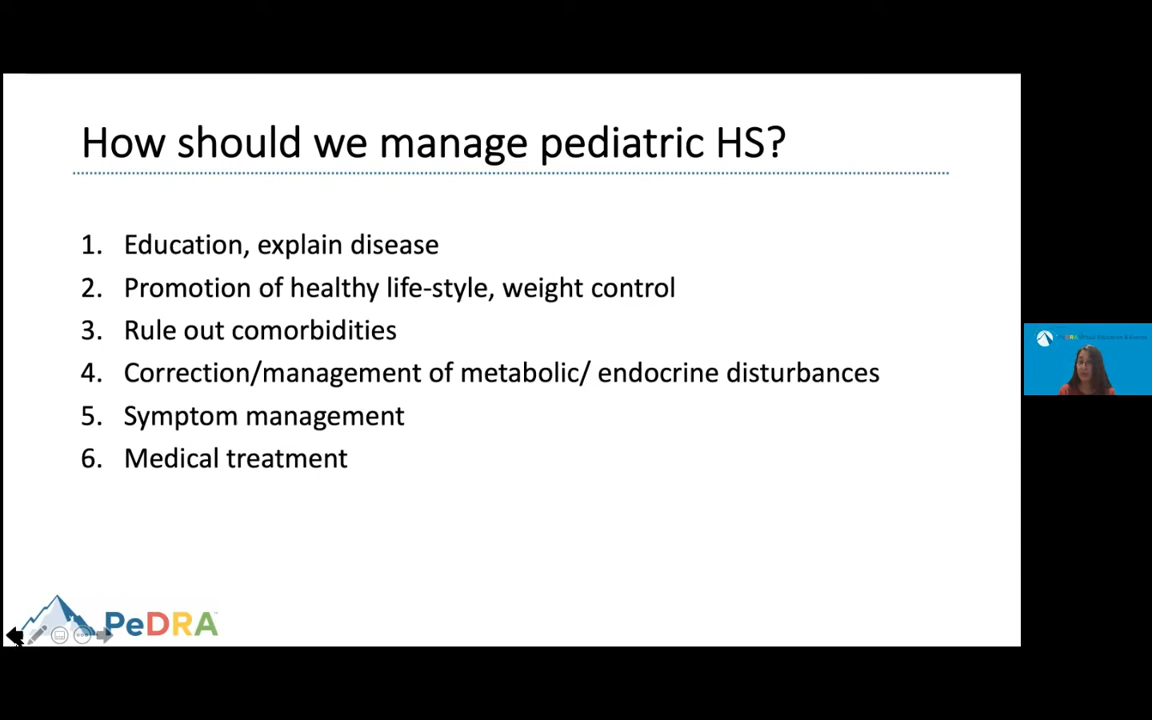 How should we manage pediatric HS?
1. Education, explain disease
2. Promotion of healthy life-style, weight control
3. Rule out comorbidities
4. Correction/management of metabolic/ endocrine disturbances
5. Symptom management
6. Medical treatment
PeDRA